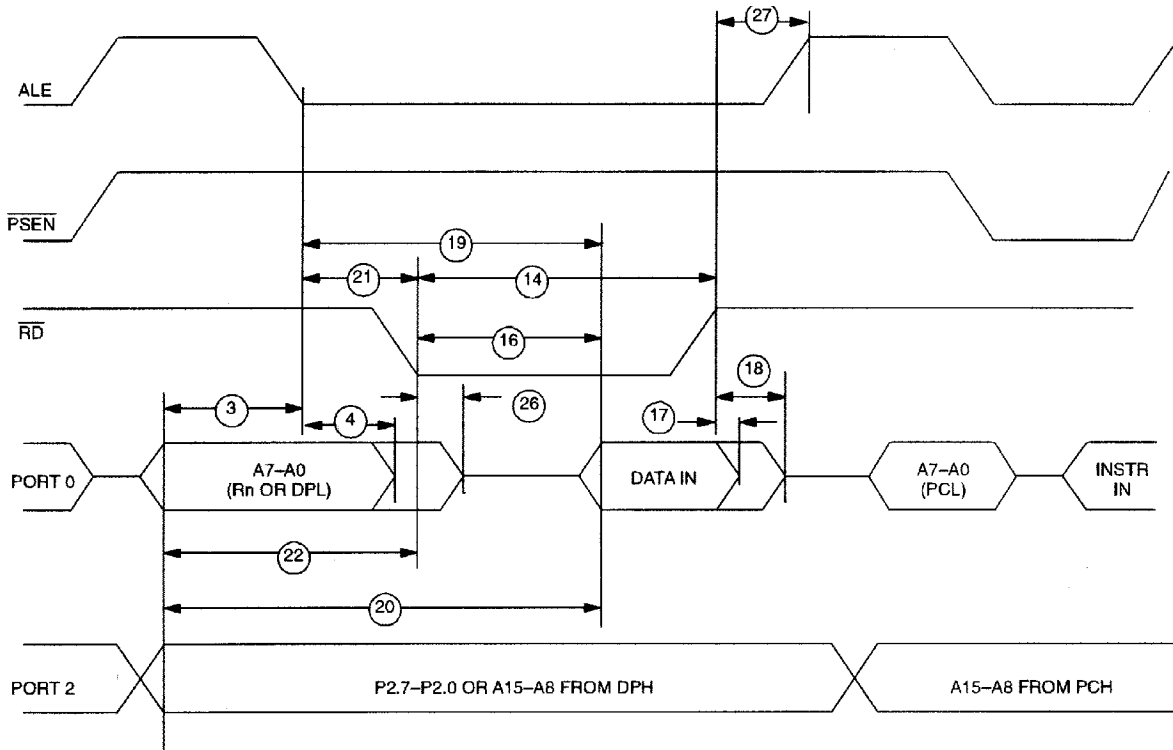 27
ALE
PSEN
19
21
14
RD
16
18
3
4
26
17
PORT 0
A7–A0
(Rn OR DPL)
DATA IN
A7–A0
(PCL)
INSTR
IN
22
20
PORT 2
P2.7–P2.0 OR A15–A8 FROM DPH
A15–A8 FROM PCH